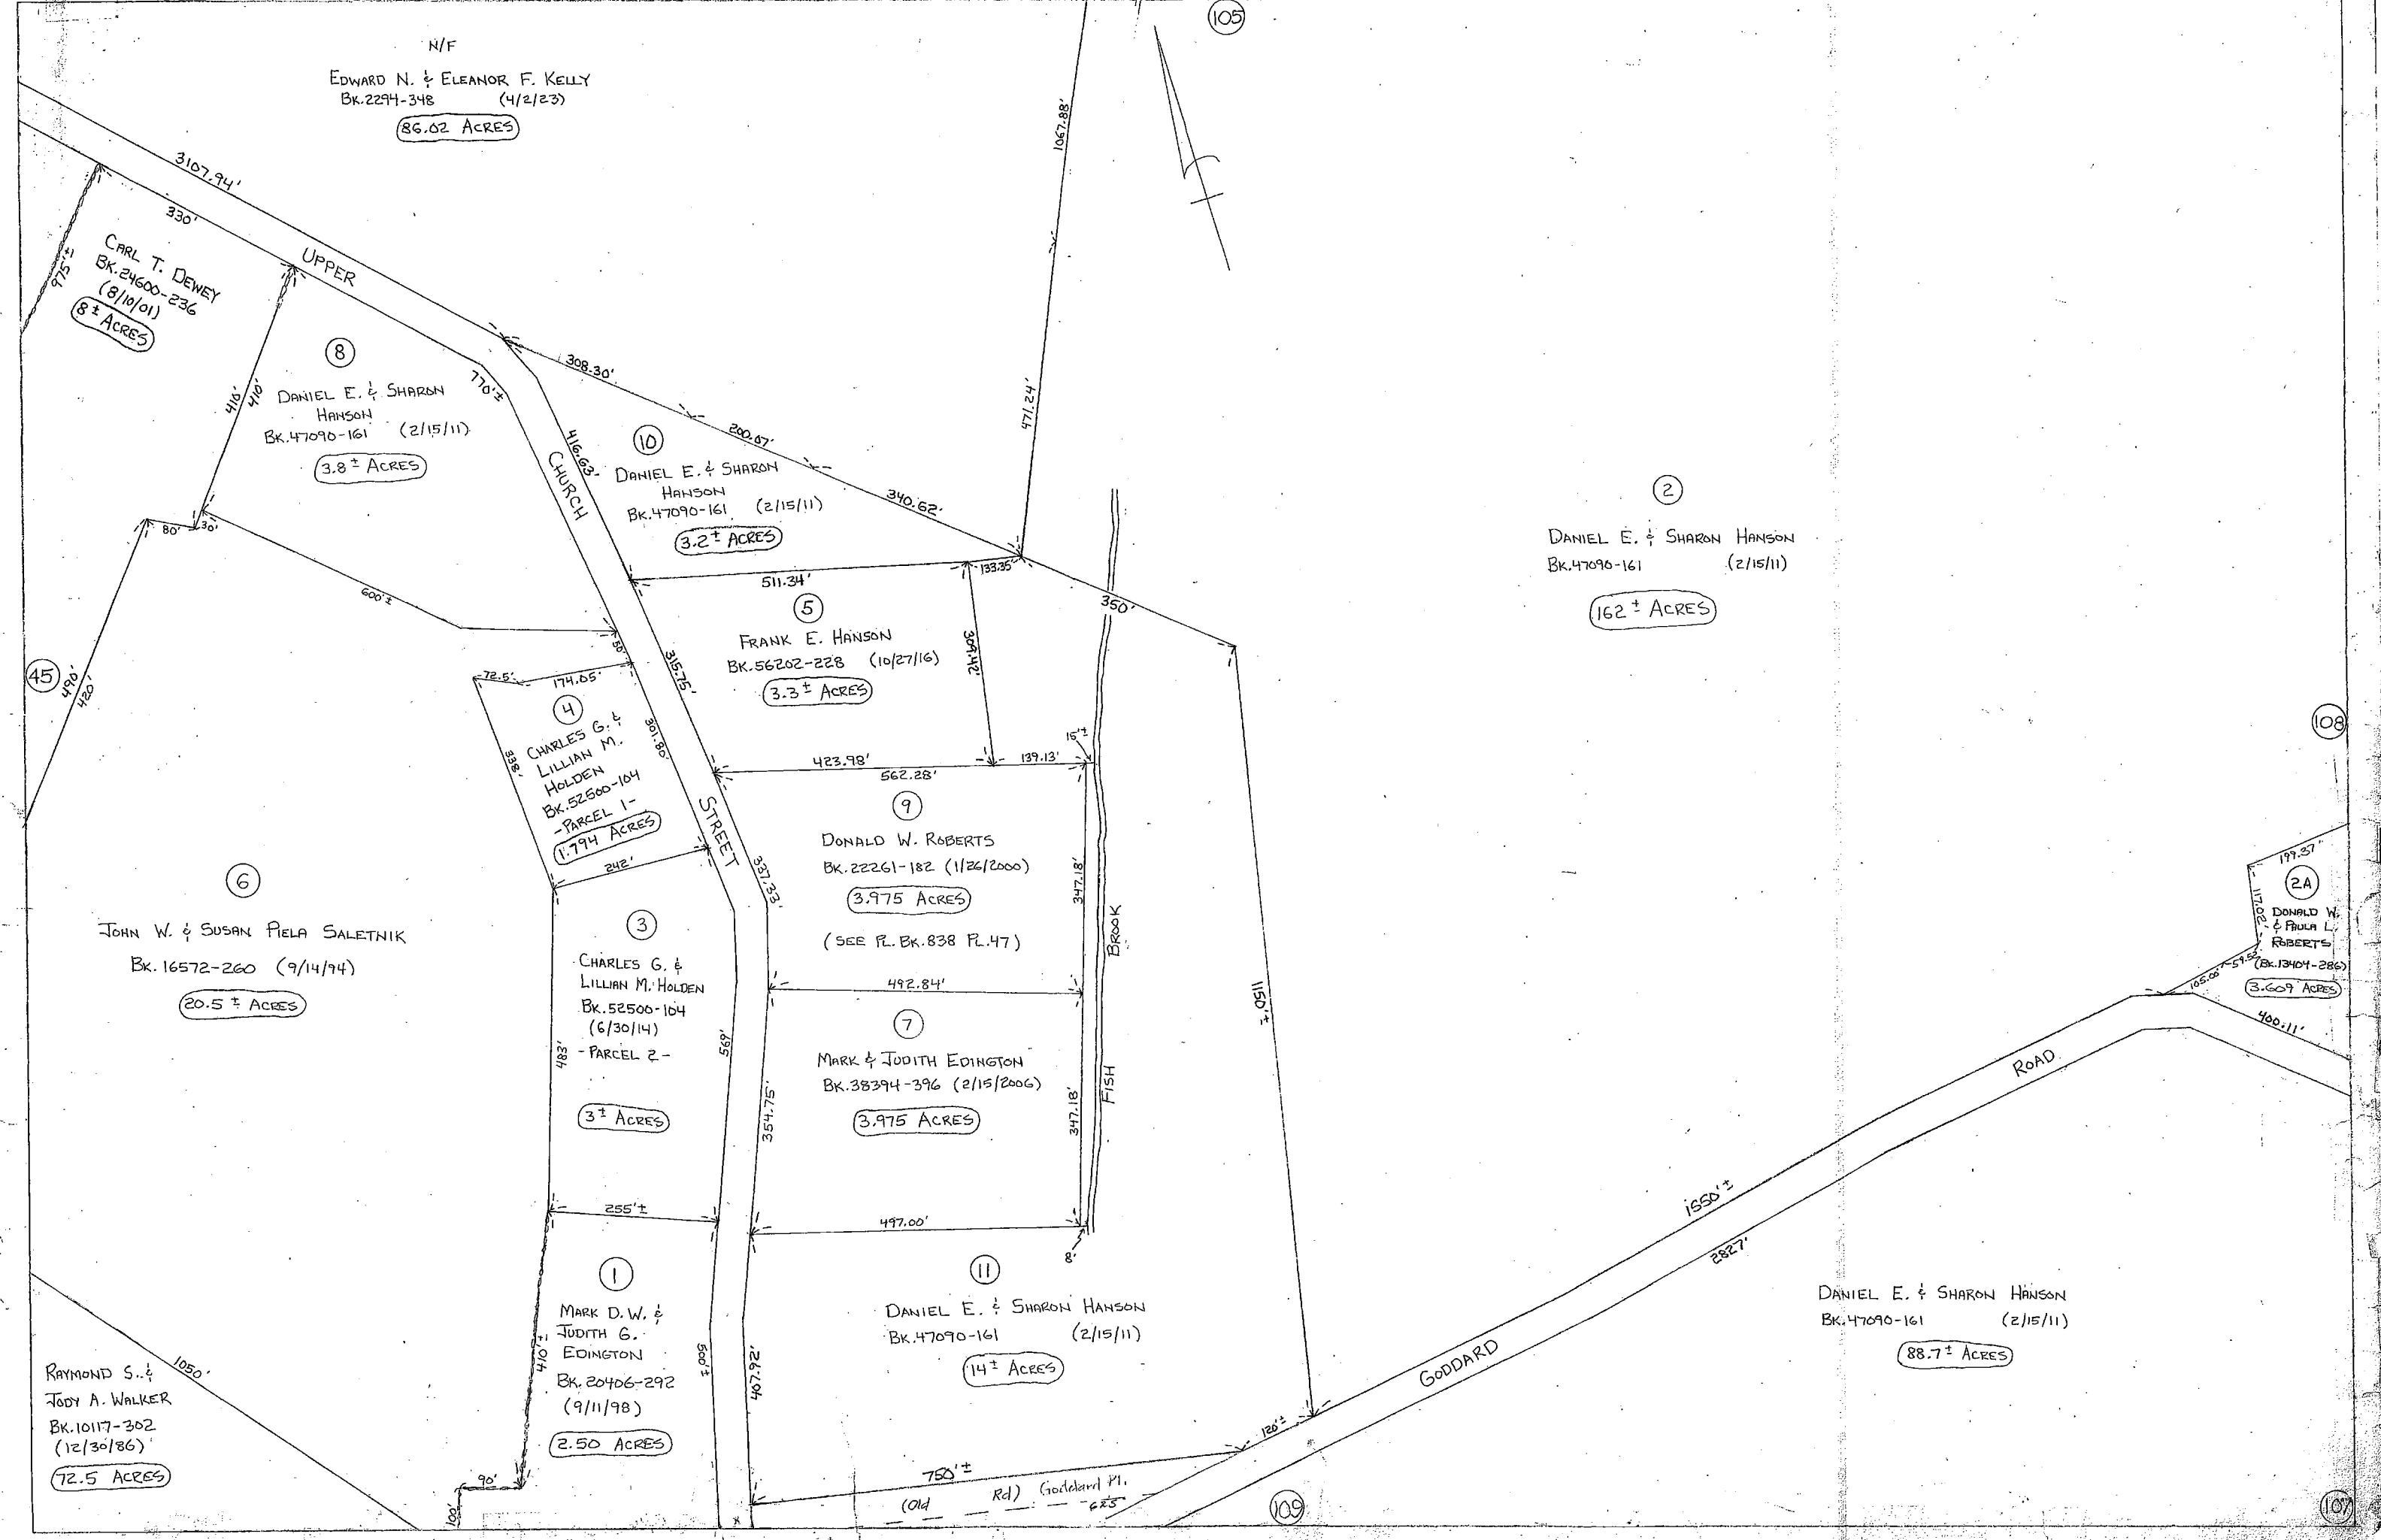 105
N/F
EDWARD N. & ELEANOR F. KELLY
BK.2294-348 (4/2/23)
86.02 ACRES
3107.94'
330'
975'±
CARL T. DEWEY
BK.24600-236
(8/10/01)
8± ACRES
UPPER
CHURCH
STREET
1067.88'
471.24'
308.30'
200.07'
340.62'
350'
8
DANIEL E. & SHARON
HANSON
BK.47090-161 (2/15/11)
3.8± ACRES
770'±
410'
410'
80'
30'
600'±
50'
416.63'
10
DANIEL E. & SHARON
HANSON
BK.47090-161 (2/15/11)
3.2± ACRES
511.34'
133.35'
5
FRANK E. HANSON
BK.56202-228 (10/27/16)
3.3± ACRES
315.75'
309.42'
15'±
423.98'
139.13'
562.28'
2
DANIEL E. & SHARON HANSON
BK.47090-161 (2/15/11)
162± ACRES
45
490'
420'
72.5'
174.05'
4
CHARLES G. &
LILLIAN M.
HOLDEN
BK.52500-104
-PARCEL 1-
1.794 ACRES
338'
301.80'
242'
9
DONALD W. ROBERTS
BK.22261-182 (1/26/2000)
3.975 ACRES
(SEE PL.BK.838 PL.47)
337.33'
347.18'
492.84'
FISH
BROOK
108
199.37'
2A
DONALD W.
& PAULA L.
ROBERTS
(BK.13404-286)
3.609 ACRES
117.02'
59.52'
105.00'
400.11'
6
JOHN W. & SUSAN PIELA SALETNIK
BK.16572-260 (9/14/94)
20.5± ACRES
3
CHARLES G. &
LILLIAN M. HOLDEN
BK.52500-104
(6/30/14)
-PARCEL 2-
3± ACRES
483'
569'
255'±
7
MARK & JUDITH EDINGTON
BK.38394-396 (2/15/2006)
3.975 ACRES
354.75'
347.18'
497.00'
8'
1150'±
GODDARD
ROAD
1550'±
2827'
1
MARK D.W. &
JUDITH G.
EDINGTON
BK.20406-292
(9/11/98)
2.50 ACRES
410'±
500'±
407.92'
90'
100'
11
DANIEL E. & SHARON HANSON
BK.47090-161 (2/15/11)
14± ACRES
120'±
750'±
(Old Rd) Goddard Pl.
625
DANIEL E. & SHARON HANSON
BK.47090-161 (2/15/11)
88.7± ACRES
RAYMOND S. &
JODY A. WALKER
BK.10117-302
(12/30/86)
72.5 ACRES
1050'
109
107